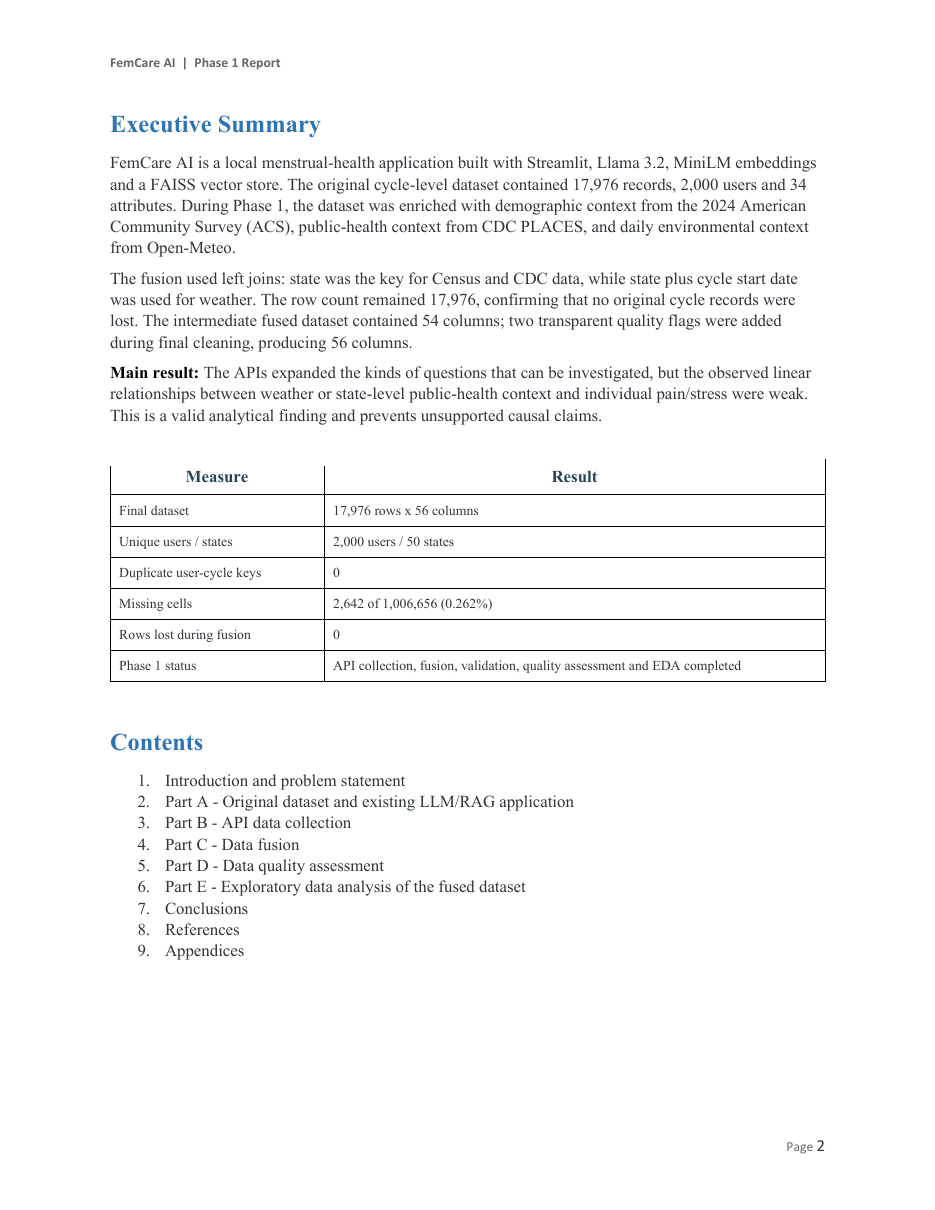 FemCare AI | Phase 1 Report
Executive Summary
FemCare AI is a local menstrual-health application built with Streamlit, Llama 3.2, MiniLM embeddings
and a FAISS vector store. The original cycle-level dataset contained 17,976 records, 2,000 users and 34
attributes. During Phase 1, the dataset was enriched with demographic context from the 2024 American
Community Survey (ACS), public-health context from CDC PLACES, and daily environmental context
from Open-Meteo.
The fusion used left joins: state was the key for Census and CDC data, while state plus cycle start date
was used for weather. The row count remained 17,976, confirming that no original cycle records were
lost. The intermediate fused dataset contained 54 columns; two transparent quality flags were added
during final cleaning, producing 56 columns.
Main result: The APIs expanded the kinds of questions that can be investigated, but the observed linear
relationships between weather or state-level public-health context and individual pain/stress were weak.
This is a valid analytical finding and prevents unsupported causal claims.
Measure Result
Final dataset 17,976 rows x 56 columns
Unique users / states 2,000 users / 50 states
Duplicate user-cycle keys 0
Missing cells 2,642 of 1,006,656 (0.262%)
Rows lost during fusion 0
Phase 1 status API collection, fusion, validation, quality assessment and EDA completed
Contents
1. Introduction and problem statement
2. Part A - Original dataset and existing LLM/RAG application
3. Part B - API data collection
4. Part C - Data fusion
5. Part D - Data quality assessment
6. Part E - Exploratory data analysis of the fused dataset
7. Conclusions
8. References
9. Appendices
Page 2